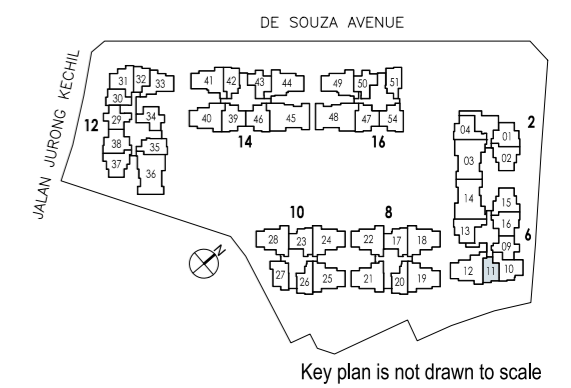 DE SOUZA AVENUE
JALAN JURONG KECHIL
31 32 33
30
29 34
12
38 35
37 36
41 42 43 44
40 39 46 45
14
49 50 51
48 47 54
16
04 01 2
02
03
14 15
13 16 6
09
12 11 10
10
28 23 24
27 26 25
8
22 17 18
21 20 19
N
Key plan is not drawn to scale